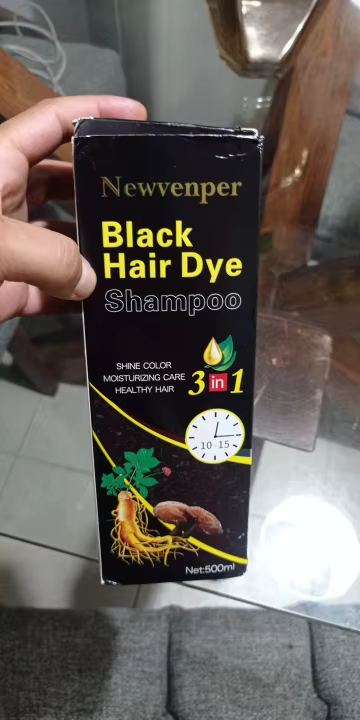 Newvenper
Black
Hair Dye
Shampoo
SHINE COLOR
MOISTURIZING CARE
HEALTHY HAIR
3 in 1
10 15
Net:500ml